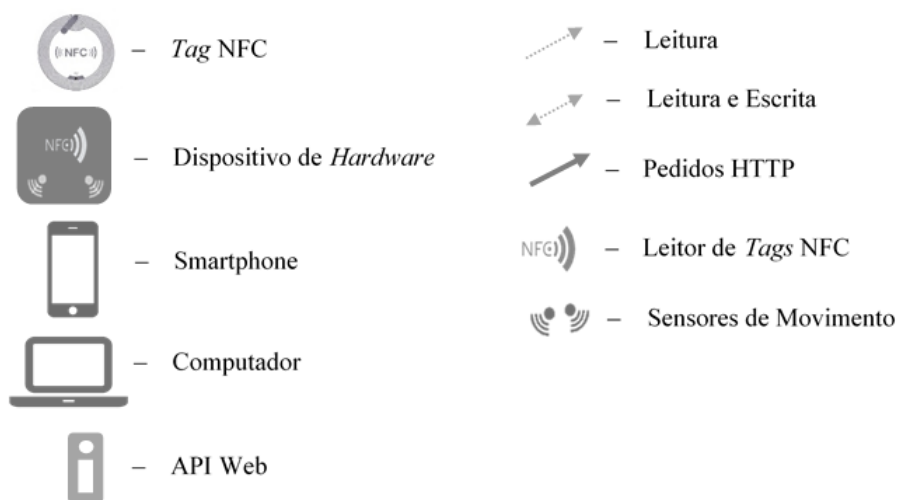 ((· NFC ·)) – Tag NFC
NFC – Dispositivo de Hardware
– Smartphone
– Computador
– API Web
– Leitura
– Leitura e Escrita
– Pedidos HTTP
NFC – Leitor de Tags NFC
– Sensores de Movimento